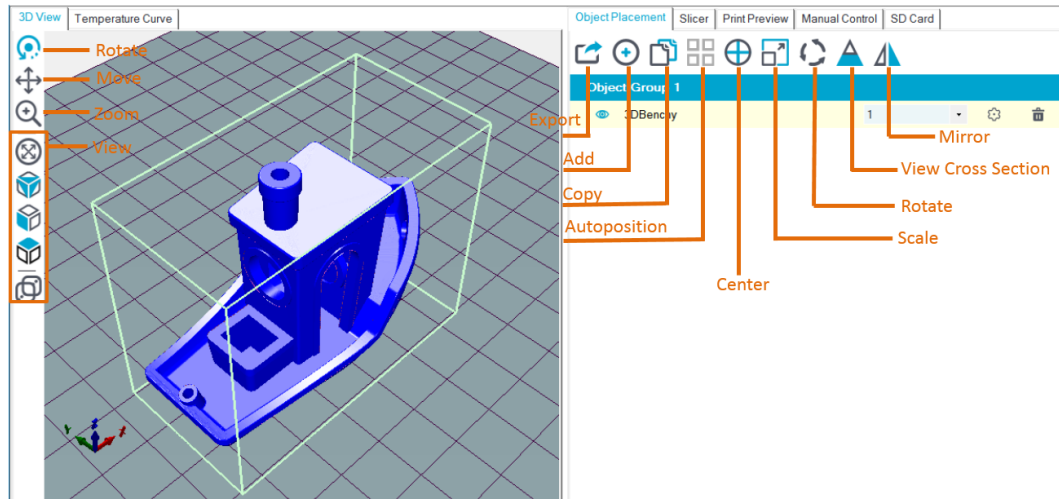 3D View
Temperature Curve
Object Placement
Slicer
Print Preview
Manual Control
SD Card
Rotate
Move
Zoom
View
Object Group 1
3DBenchy
1
Export
Add
Copy
Autoposition
Center
Scale
Rotate
View Cross Section
Mirror
Y
Z
X